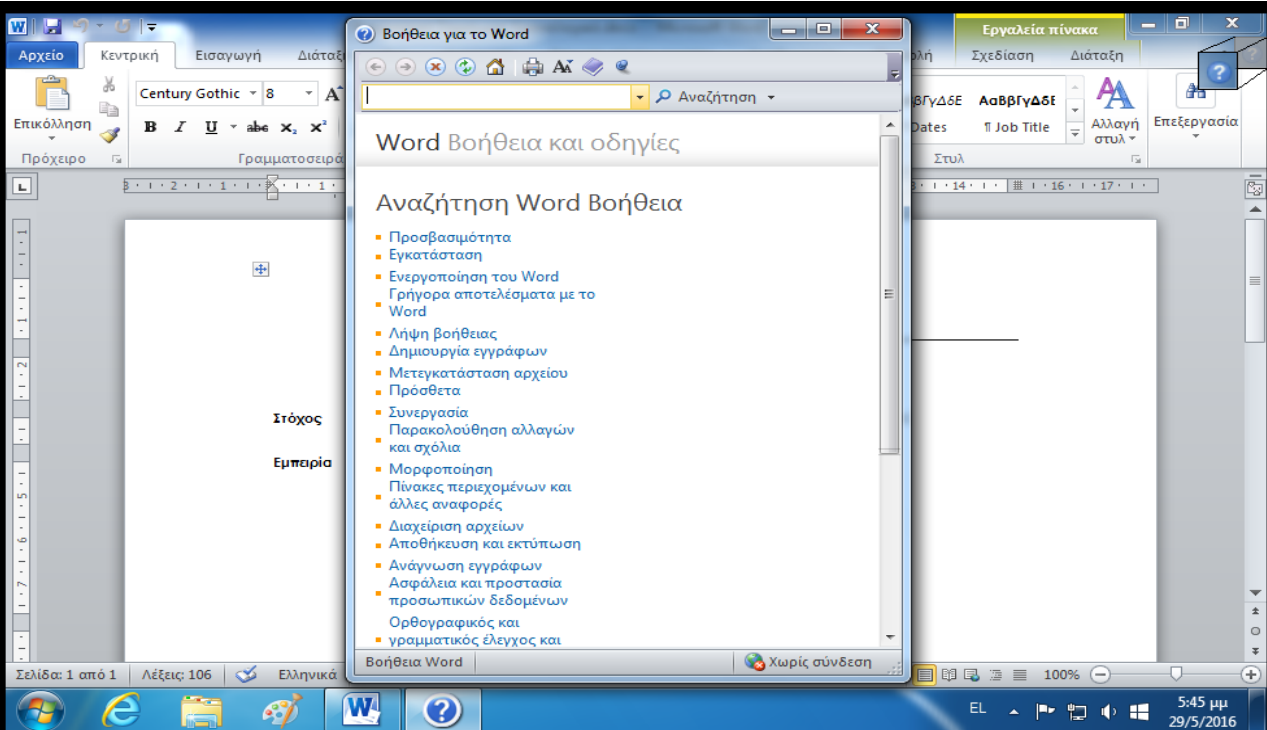 Βοήθεια για το Word
Εργαλεία πίνακα
Αρχείο Κεντρική Εισαγωγή
Σχεδίαση Διάταξη
Century Gothic 8
Αναζήτηση
ΑαΒβΓγΔδΕ
Επικόλληση
B I U abe x₂ x²
Dates ¶ Job Title
Αλλαγή στυλ
Επεξεργασία
Πρόχειρο
Στυλ
Word Βοήθεια και οδηγίες
Αναζήτηση Word Βοήθεια
Προσβασιμότητα
Εγκατάσταση
Ενεργοποίηση του Word
Γρήγορα αποτελέσματα με το
Word
Λήψη βοήθειας
Δημιουργία εγγράφων
Μετεγκατάσταση αρχείου
Πρόσθετα
Συνεργασία
Παρακολούθηση αλλαγών
και σχόλια
Μορφοποίηση
Πίνακες περιεχομένων και
άλλες αναφορές
Διαχείριση αρχείων
Αποθήκευση και εκτύπωση
Ανάγνωση εγγράφων
Ασφάλεια και προστασία
προσωπικών δεδομένων
Ορθογραφικός και
γραμματικός έλεγχος και
Στόχος
Εμπειρία
Βοήθεια Word Χωρίς σύνδεση
Σελίδα: 1 από 1 Λέξεις: 106 Ελληνικά 100%
EL 5:45 μμ
29/5/2016